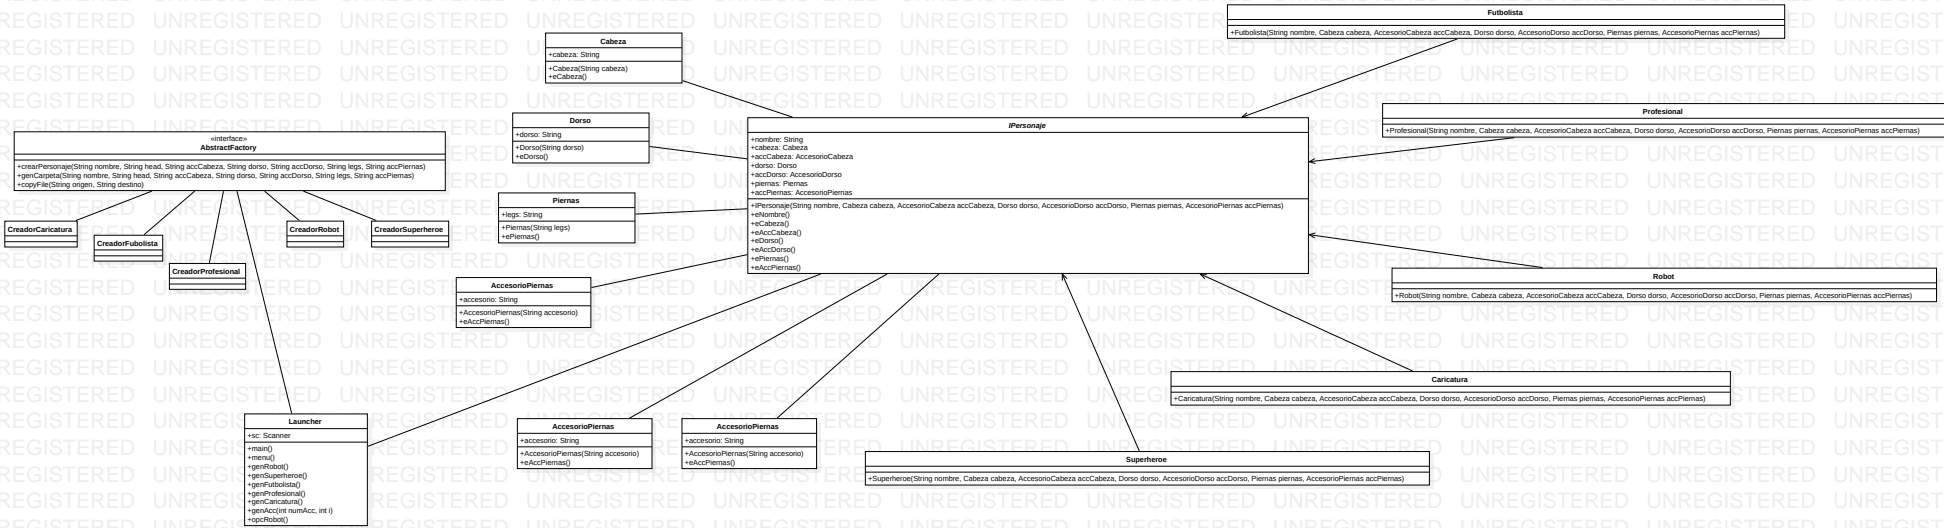 Futbolista
+Futbolista(String nombre, Cabeza cabeza, AccesorioCabeza accCabeza, Dorso dorso, AccesorioDorso accDorso, Piernas piernas, AccesorioPiernas accPiernas)
Cabeza
+cabeza: String
+Cabeza(String cabeza)
+eCabeza()
Profesional
+Profesional(String nombre, Cabeza cabeza, AccesorioCabeza accCabeza, Dorso dorso, AccesorioDorso accDorso, Piernas piernas, AccesorioPiernas accPiernas)
Dorso
+dorso: String
+Dorso(String dorso)
+eDorso()
IPersonaje
+nombre: String
+cabeza: Cabeza
+accCabeza: AccesorioCabeza
+dorso: Dorso
+accDorso: AccesorioDorso
+piernas: Piernas
+accPiernas: AccesorioPiernas
+IPersonaje(String nombre, Cabeza cabeza, AccesorioCabeza accCabeza, Dorso dorso, AccesorioDorso accDorso, Piernas piernas, AccesorioPiernas accPiernas)
+eNombre()
+eCabeza()
+eAccCabeza()
+eDorso()
+eAccDorso()
+ePiernas()
+eAccPiernas()
«interface»
AbstractFactory
+crearPersonaje(String nombre, String head, String accCabeza, String dorso, String accDorso, String legs, String accPiernas)
+genCarpeta(String nombre, String head, String accCabeza, String dorso, String accDorso, String legs, String accPiernas)
+copyFile(String origen, String destino)
Piernas
+legs: String
+Piernas(String legs)
+ePiernas()
CreadorCaricatura
CreadorFubolista
CreadorProfesional
CreadorRobot
CreadorSuperheroe
AccesorioPiernas
+accesorio: String
+AccesorioPiernas(String accesorio)
+eAccPiernas()
Robot
+Robot(String nombre, Cabeza cabeza, AccesorioCabeza accCabeza, Dorso dorso, AccesorioDorso accDorso, Piernas piernas, AccesorioPiernas accPiernas)
Caricatura
+Caricatura(String nombre, Cabeza cabeza, AccesorioCabeza accCabeza, Dorso dorso, AccesorioDorso accDorso, Piernas piernas, AccesorioPiernas accPiernas)
Launcher
+sc: Scanner
+main()
+menu()
+genRobot()
+genSuperheroe()
+genFutbolista()
+genProfesional()
+genCaricatura()
+genAcc(int numAcc, int i)
+opcRobot()
AccesorioPiernas
+accesorio: String
+AccesorioPiernas(String accesorio)
+eAccPiernas()
AccesorioPiernas
+accesorio: String
+AccesorioPiernas(String accesorio)
+eAccPiernas()
Superheroe
+Superheroe(String nombre, Cabeza cabeza, AccesorioCabeza accCabeza, Dorso dorso, AccesorioDorso accDorso, Piernas piernas, AccesorioPiernas accPiernas)